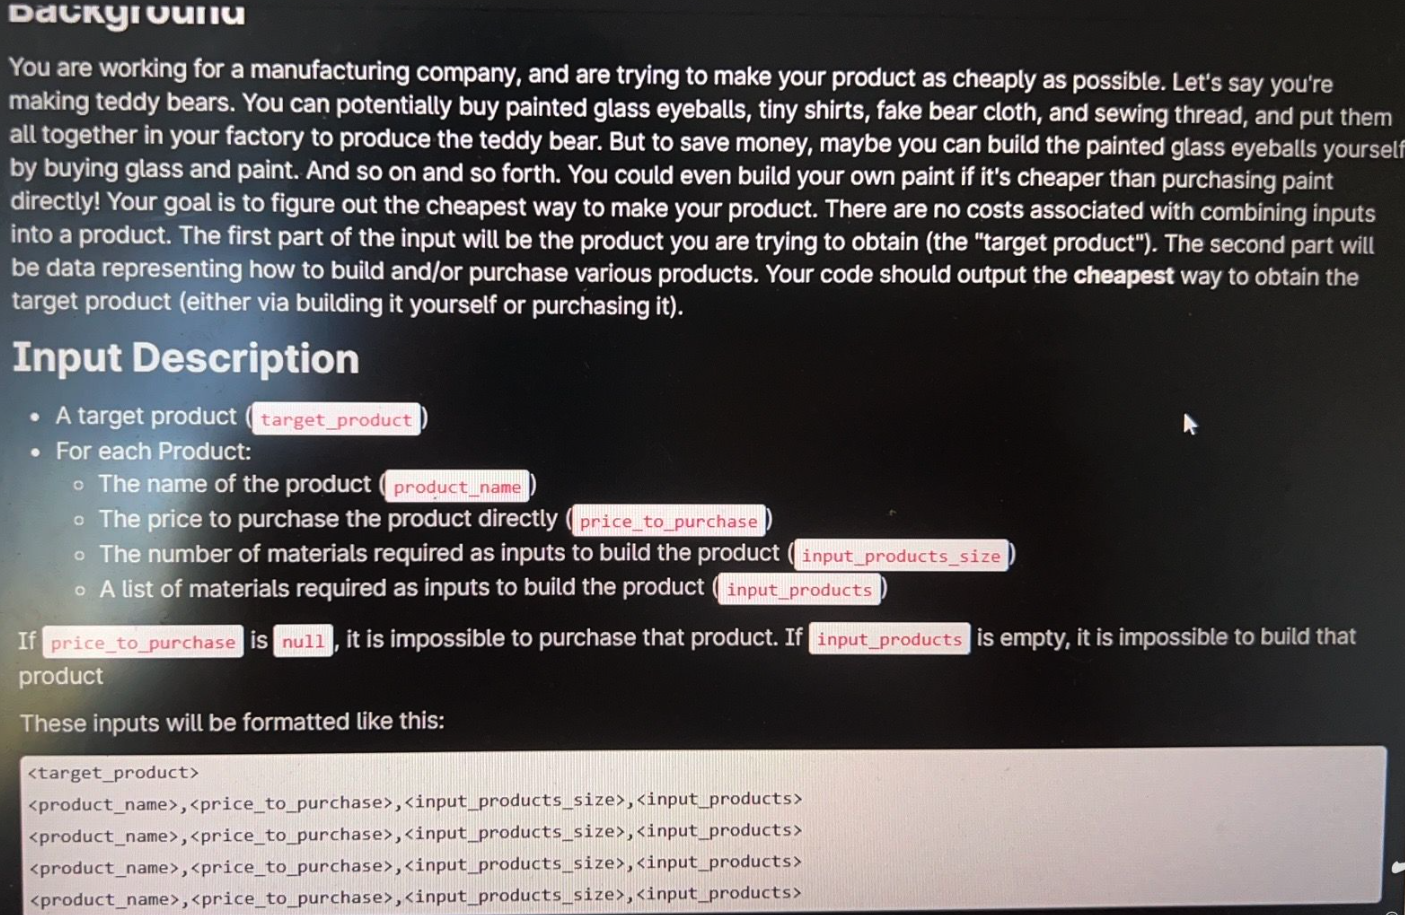 Background
You are working for a manufacturing company, and are trying to make your product as cheaply as possible. Let's say you're
making teddy bears. You can potentially buy painted glass eyeballs, tiny shirts, fake bear cloth, and sewing thread, and put them
all together in your factory to produce the teddy bear. But to save money, maybe you can build the painted glass eyeballs yourself
by buying glass and paint. And so on and so forth. You could even build your own paint if it's cheaper than purchasing paint
directly! Your goal is to figure out the cheapest way to make your product. There are no costs associated with combining inputs
into a product. The first part of the input will be the product you are trying to obtain (the "target product"). The second part will
be data representing how to build and/or purchase various products. Your code should output the cheapest way to obtain the
target product (either via building it yourself or purchasing it).
Input Description
• A target product ( target_product )
• For each Product:
○ The name of the product ( product_name )
○ The price to purchase the product directly ( price_to_purchase )
○ The number of materials required as inputs to build the product ( input_products_size )
○ A list of materials required as inputs to build the product ( input_products )
If price_to_purchase is null , it is impossible to purchase that product. If input_products is empty, it is impossible to build that
product
These inputs will be formatted like this:
<target_product>
<product_name>,<price_to_purchase>,<input_products_size>,<input_products>
<product_name>,<price_to_purchase>,<input_products_size>,<input_products>
<product_name>,<price_to_purchase>,<input_products_size>,<input_products>
<product_name>,<price_to_purchase>,<input_products_size>,<input_products>